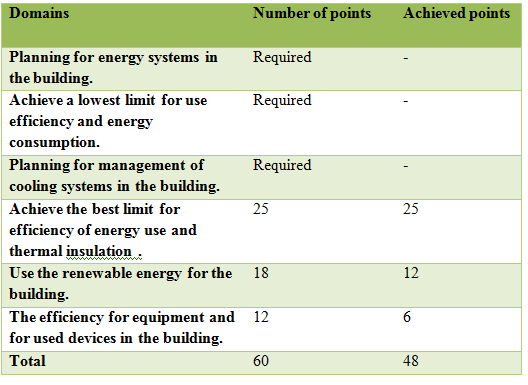 Domains Number of points Achieved points
Planning for energy systems in Required -
the building.
Achieve a lowest limit for use Required -
efficiency and energy
consumption.
Planning for management of Required -
cooling systems in the building.
Achieve the best limit for 25 25
efficiency of energy use and
thermal insulation .
Use the renewable energy for the 18 12
building.
The efficiency for equipment and 12 6
for used devices in the building.
Total 60 48